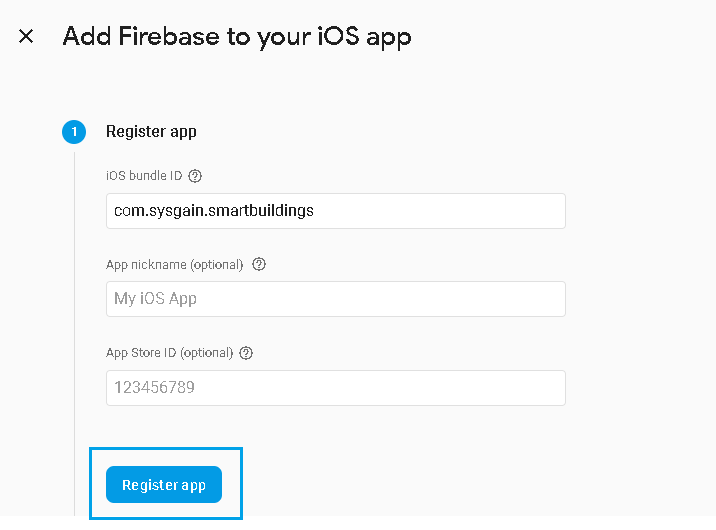 Add Firebase to your iOS app
1 Register app
iOS bundle ID
com.sysgain.smartbuildings
App nickname (optional)
My iOS App
App Store ID (optional)
123456789
Register app